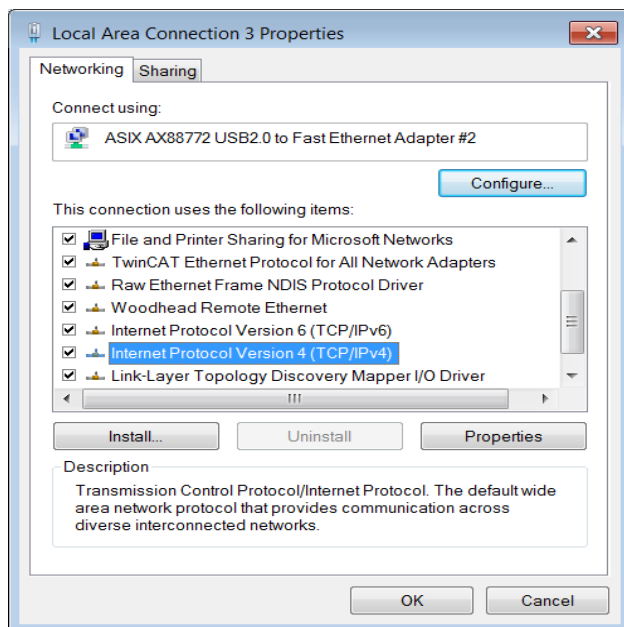 Local Area Connection 3 Properties
Networking
Sharing
Connect using:
ASIX AX88772 USB2.0 to Fast Ethernet Adapter #2
Configure...
This connection uses the following items:
File and Printer Sharing for Microsoft Networks
TwinCAT Ethernet Protocol for All Network Adapters
Raw Ethernet Frame NDIS Protocol Driver
Woodhead Remote Ethernet
Internet Protocol Version 6 (TCP/IPv6)
Internet Protocol Version 4 (TCP/IPv4)
Link-Layer Topology Discovery Mapper I/O Driver
Install...
Uninstall
Properties
Description
Transmission Control Protocol/Internet Protocol. The default wide
area network protocol that provides communication across
diverse interconnected networks.
OK
Cancel